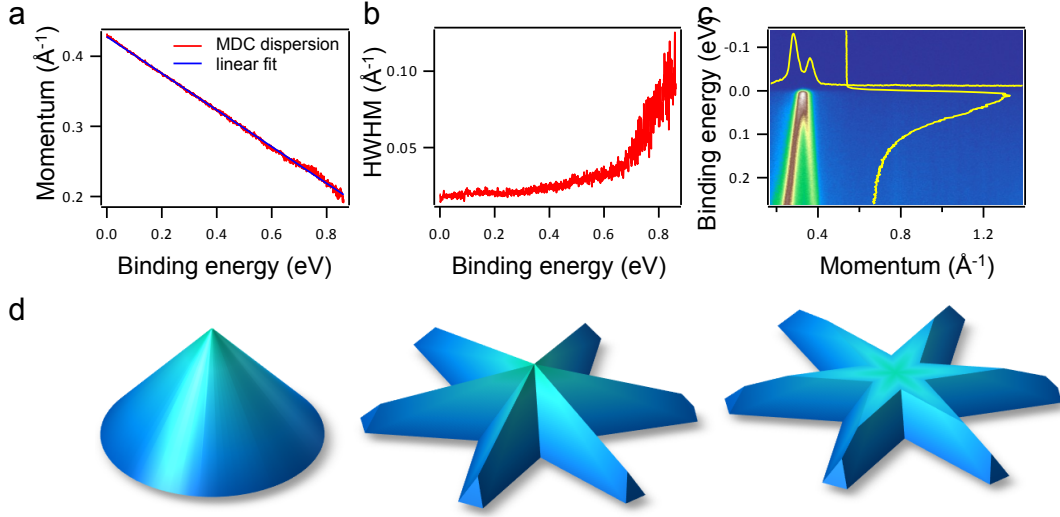 a
MDC dispersion
linear fit
0.4
0.3
0.2
Momentum (Å-1)
0.0 0.2 0.4 0.6 0.8
Binding energy (eV)
b
0.10
0.05
HWHM (Å-1)
0.0 0.2 0.4 0.6 0.8
Binding energy (eV)
c
-0.1
0.0
0.1
0.2
Binding energy (eV)
0.4 0.8 1.2
Momentum (Å-1)
d